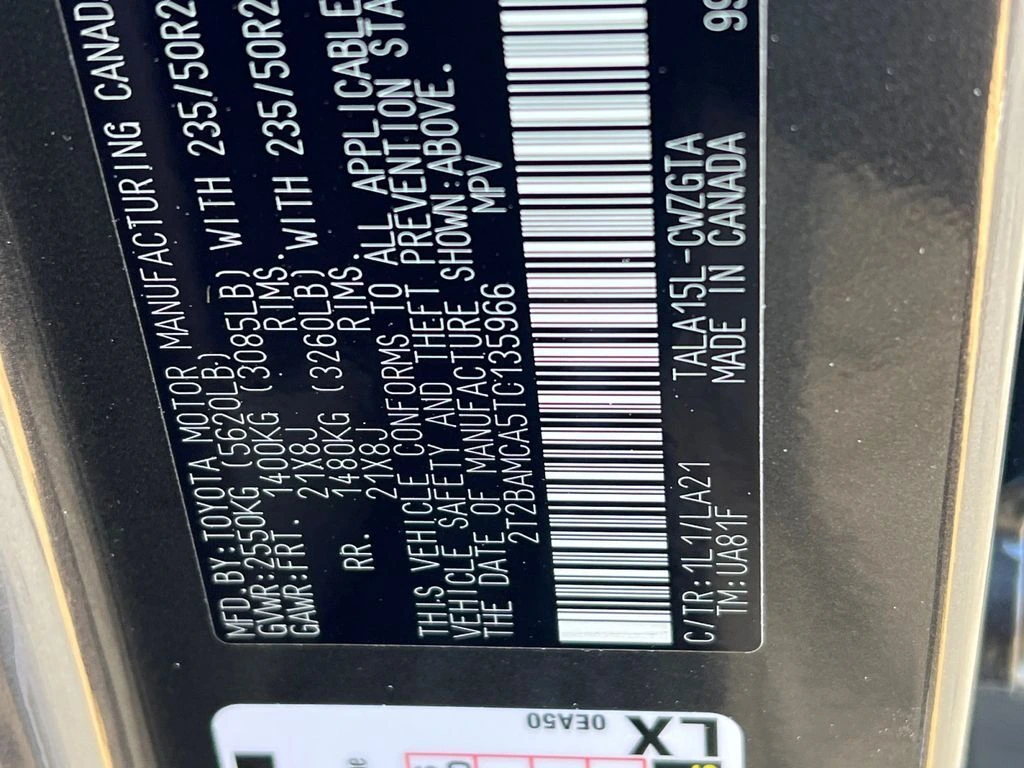 MFD.BY:TOYOTA MOTOR MANUFACTURING CANADA
GVWR:2550KG (5620LB)
GAWR:FRT. 1400KG (3085LB) WITH 235/50R2
21X8J RIMS.
RR. 1480KG (3260LB) WITH 235/50R2
21X8J RIMS.
THIS VEHICLE CONFORMS TO ALL APPLICABLE
VEHICLE SAFETY AND THEFT PREVENTION STA
THE DATE OF MANUFACTURE SHOWN:ABOVE.
2T2BAMCA5TC135966 MPV
C/TR:1L1/LA21 TALA15L-CWZGTA
TM:UA81F MADE IN CANADA
99
LX
0EA50